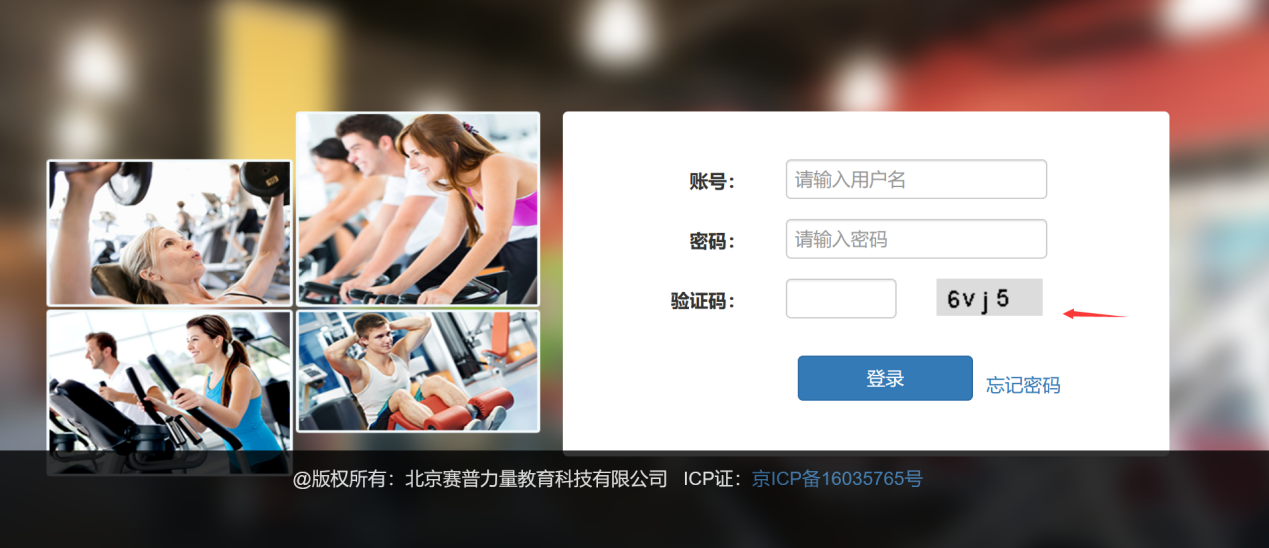 账号： 请输入用户名
密码： 请输入密码
验证码： 6vj5
登录 忘记密码
@版权所有：北京赛普力量教育科技有限公司 ICP证：京ICP备16035765号